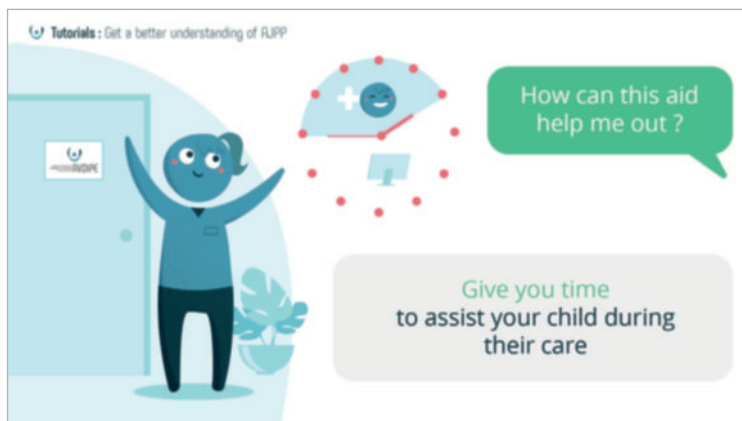 Tutorials : Get a better understanding of AJPP
How can this aid
help me out ?
Give you time
to assist your child during
their care